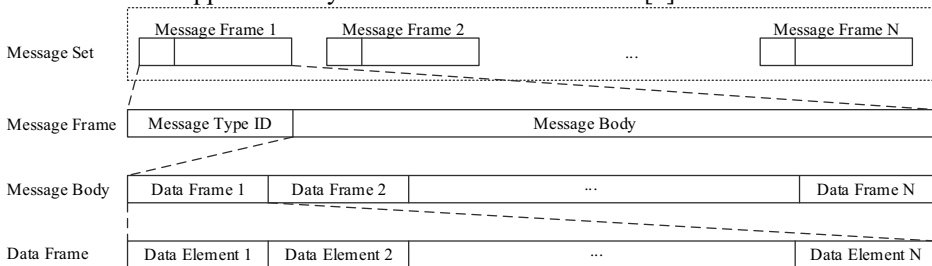 Message Frame 1 Message Frame 2 Message Frame N
Message Set ...
Message Frame Message Type ID Message Body
Message Body Data Frame 1 Data Frame 2 ... Data Frame N
Data Frame Data Element 1 Data Element 2 ... Data Element N